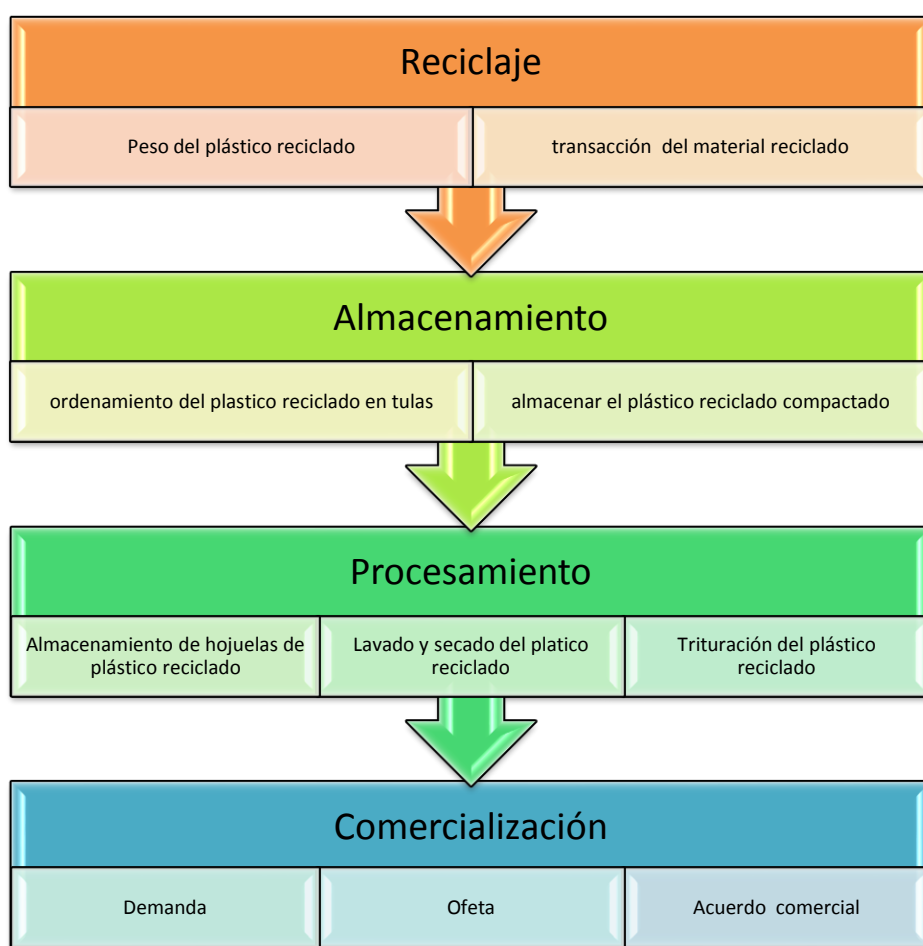 Reciclaje
Peso del plástico reciclado
transacción del material reciclado
Almacenamiento
ordenamiento del plastico reciclado en tulas
almacenar el plástico reciclado compactado
Procesamiento
Almacenamiento de hojuelas de
plástico reciclado
Lavado y secado del platico
reciclado
Trituración del plástico
reciclado
Comercialización
Demanda
Ofeta
Acuerdo comercial